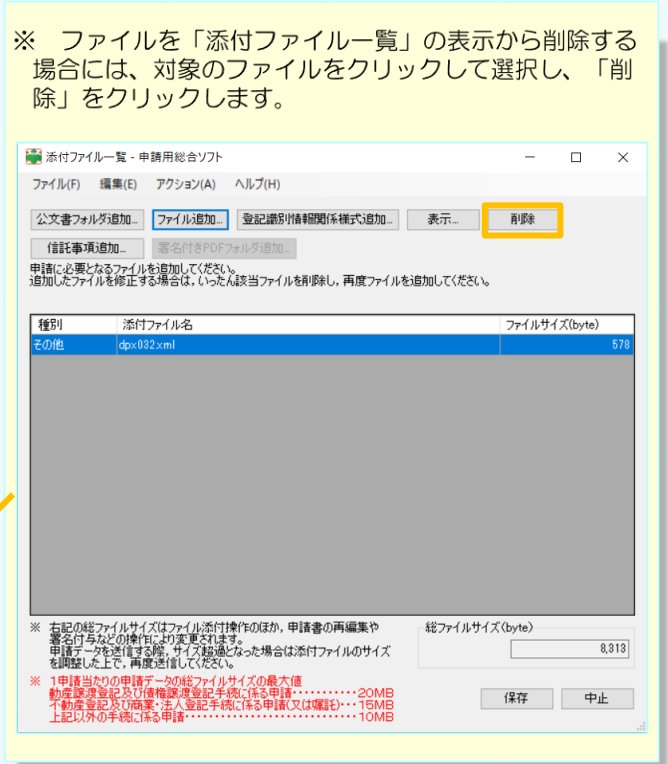 ※　ファイルを「添付ファイル一覧」の表示から削除する
場合には、対象のファイルをクリックして選択し、「削
除」をクリックします。
添付ファイル一覧 - 申請用総合ソフト
ファイル(F)　編集(E)　アクション(A)　ヘルプ(H)
公文書フォルダ追加...　ファイル追加...　登記識別情報関係様式追加...　表示...　削除
信託事項追加...　署名付きPDFフォルダ追加...
申請に必要となるファイルを追加してください。
追加したファイルを修正する場合は，いったん該当ファイルを削除し，再度ファイルを追加してください。
種別　添付ファイル名　ファイルサイズ(byte)
その他　dpx032.xml　578
※　右記の総ファイルサイズはファイル添付操作のほか，申請書の再編集や
署名付与などの操作により変更されます。
申請データを送信する際，サイズ超過となった場合は添付ファイルのサイズ
を調整した上で，再度送信してください。
総ファイルサイズ(byte)
8,313
※　1申請当たりの申請データの総ファイルサイズの最大値
動産譲渡登記及び債権譲渡登記手続に係る申請・・・・・・・・・・・20MB
不動産登記及び商業・法人登記手続に係る申請(又は嘱託)・・・15MB
上記以外の手続に係る申請・・・・・・・・・・・・・・・・・・・・・・・・・10MB
保存　中止